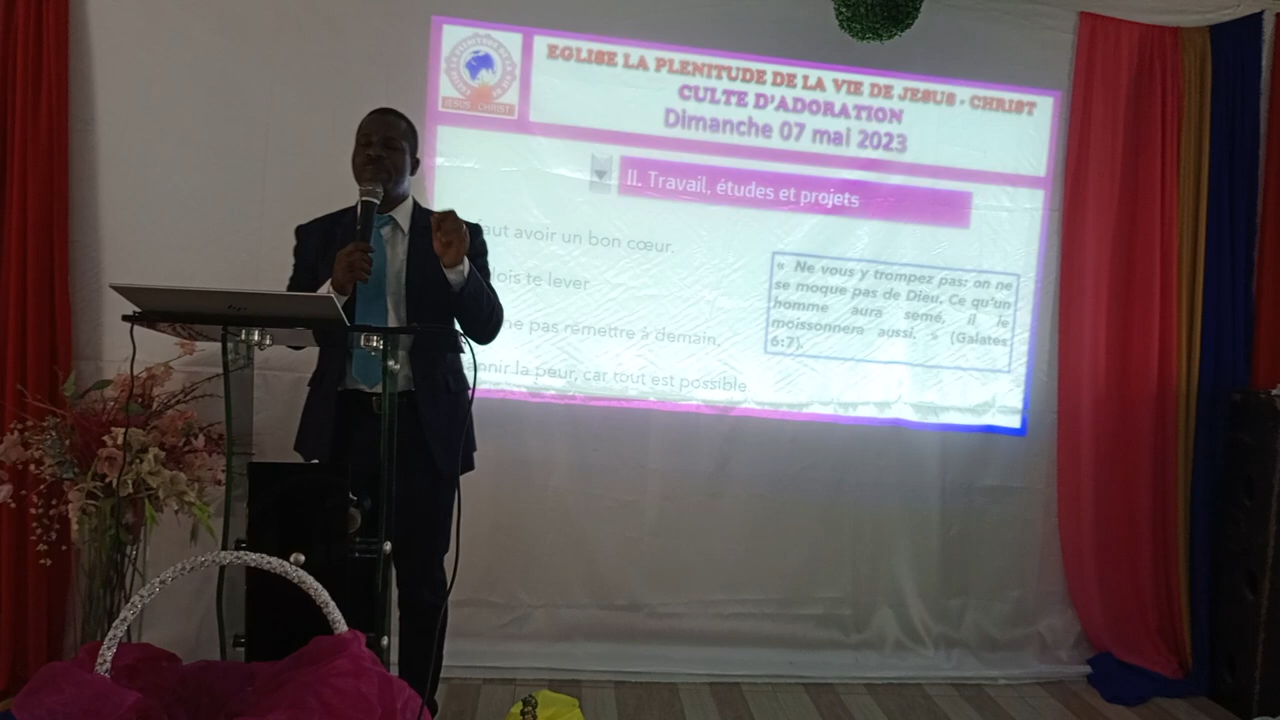 EGLISE LA PLENITUDE DE LA VIE DE JESUS - CHRIST
CULTE D'ADORATION
Dimanche 07 mai 2023
JESUS - CHRIST
II. Travail, études et projets
avoir un bon cœur.
te lever
ne pas remettre à demain.
la peur, car tout est possible.
« Ne vous y trompez pas: on ne
se moque pas de Dieu. Ce qu'un
homme aura semé, il le
moissonnera aussi. » (Galates
6:7).
hp